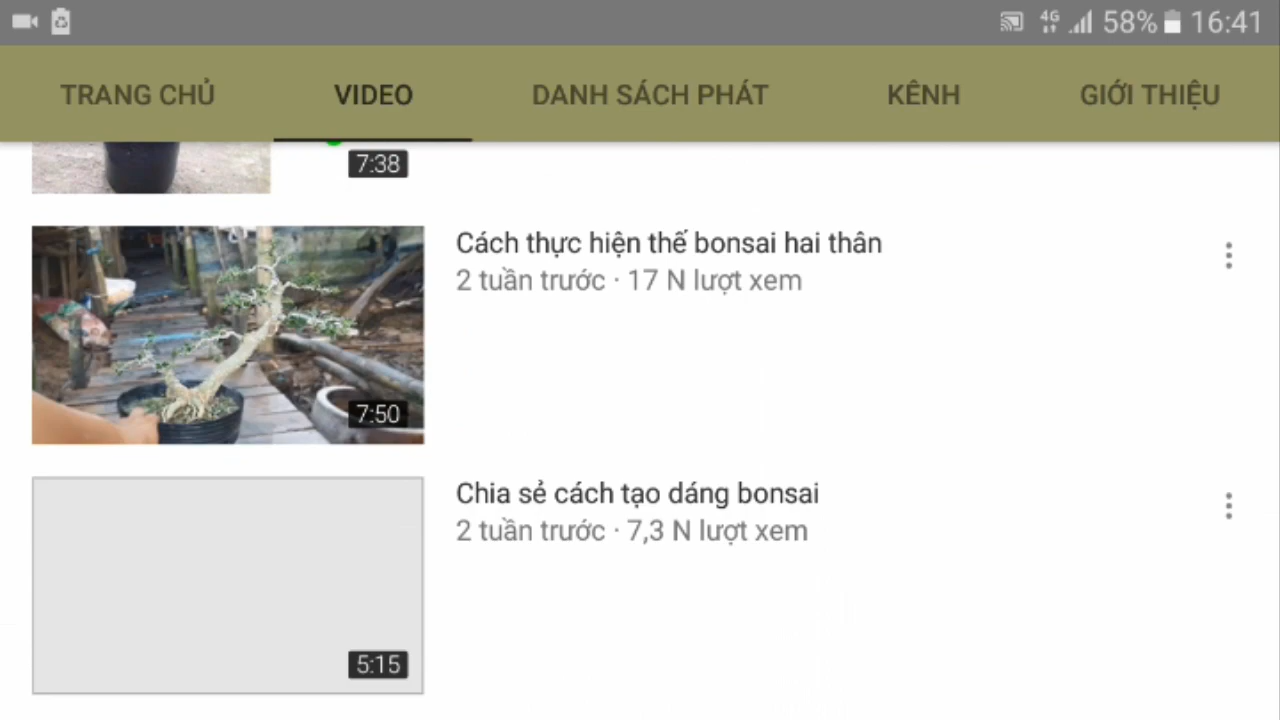 4G 58% 16:41
TRANG CHỦ VIDEO DANH SÁCH PHÁT KÊNH GIỚI THIỆU
7:38
Cách thực hiện thế bonsai hai thân
2 tuần trước · 17 N lượt xem
7:50
Chia sẻ cách tạo dáng bonsai
2 tuần trước · 7,3 N lượt xem
5:15